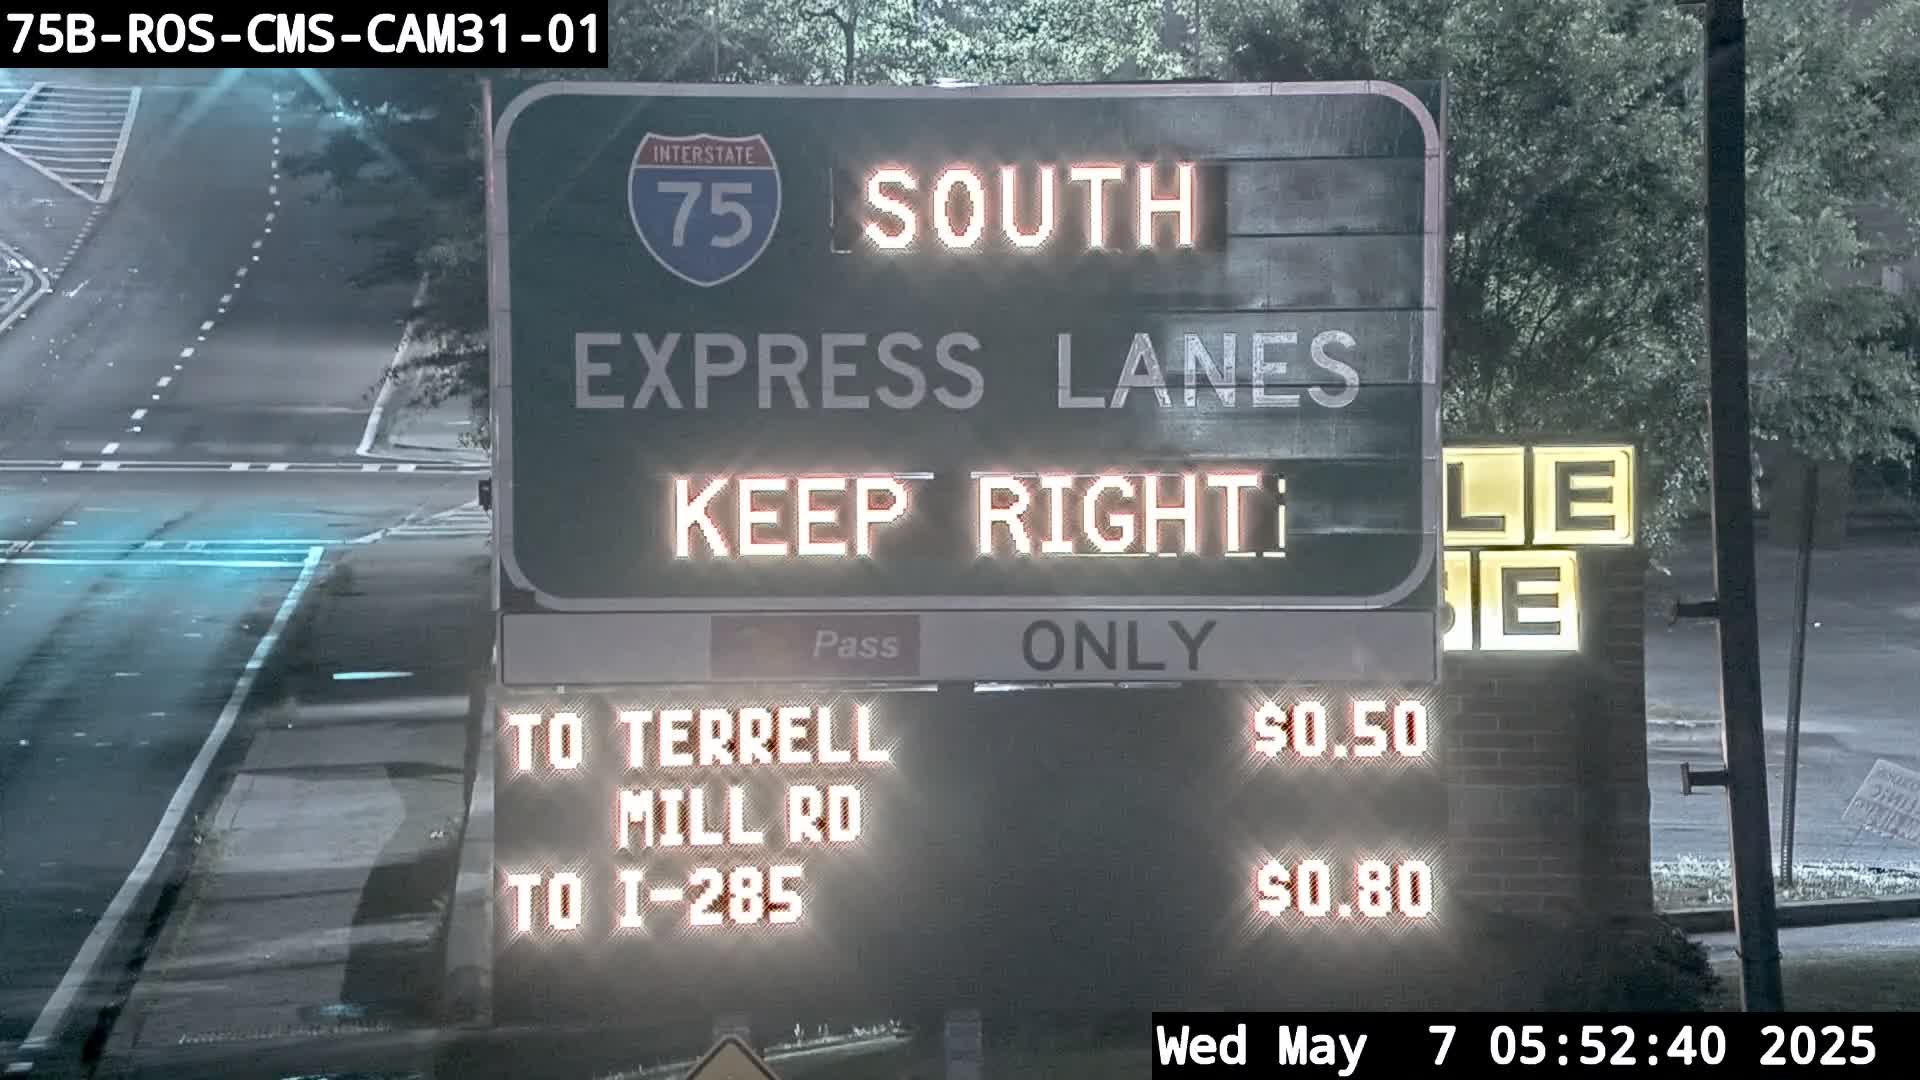 75B-ROS-CMS-CAM31-01
INTERSTATE
75
SOUTH
EXPRESS LANES
KEEP RIGHT
Pass ONLY
TO TERRELL $0.50
MILL RD
TO I-285 $0.80
LE
E
Wed May 7 05:52:40 2025